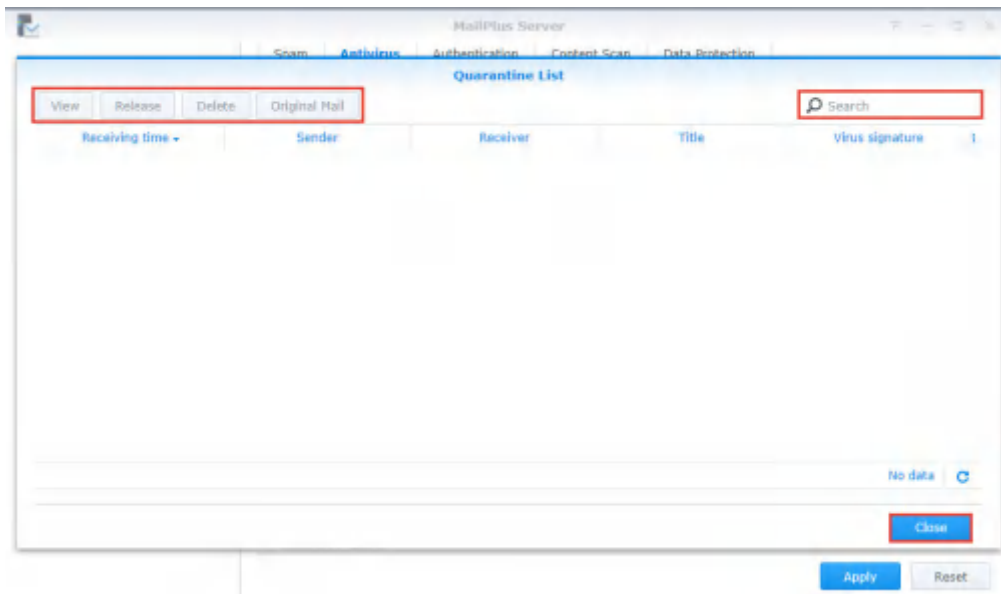 MailPlus Server
Spam Antivirus Authentication Content Scan Data Protection
Quarantine List
View Release Delete Original Mail Search
Receiving time Sender Receiver Title Virus signature
No data
Close
Apply Reset